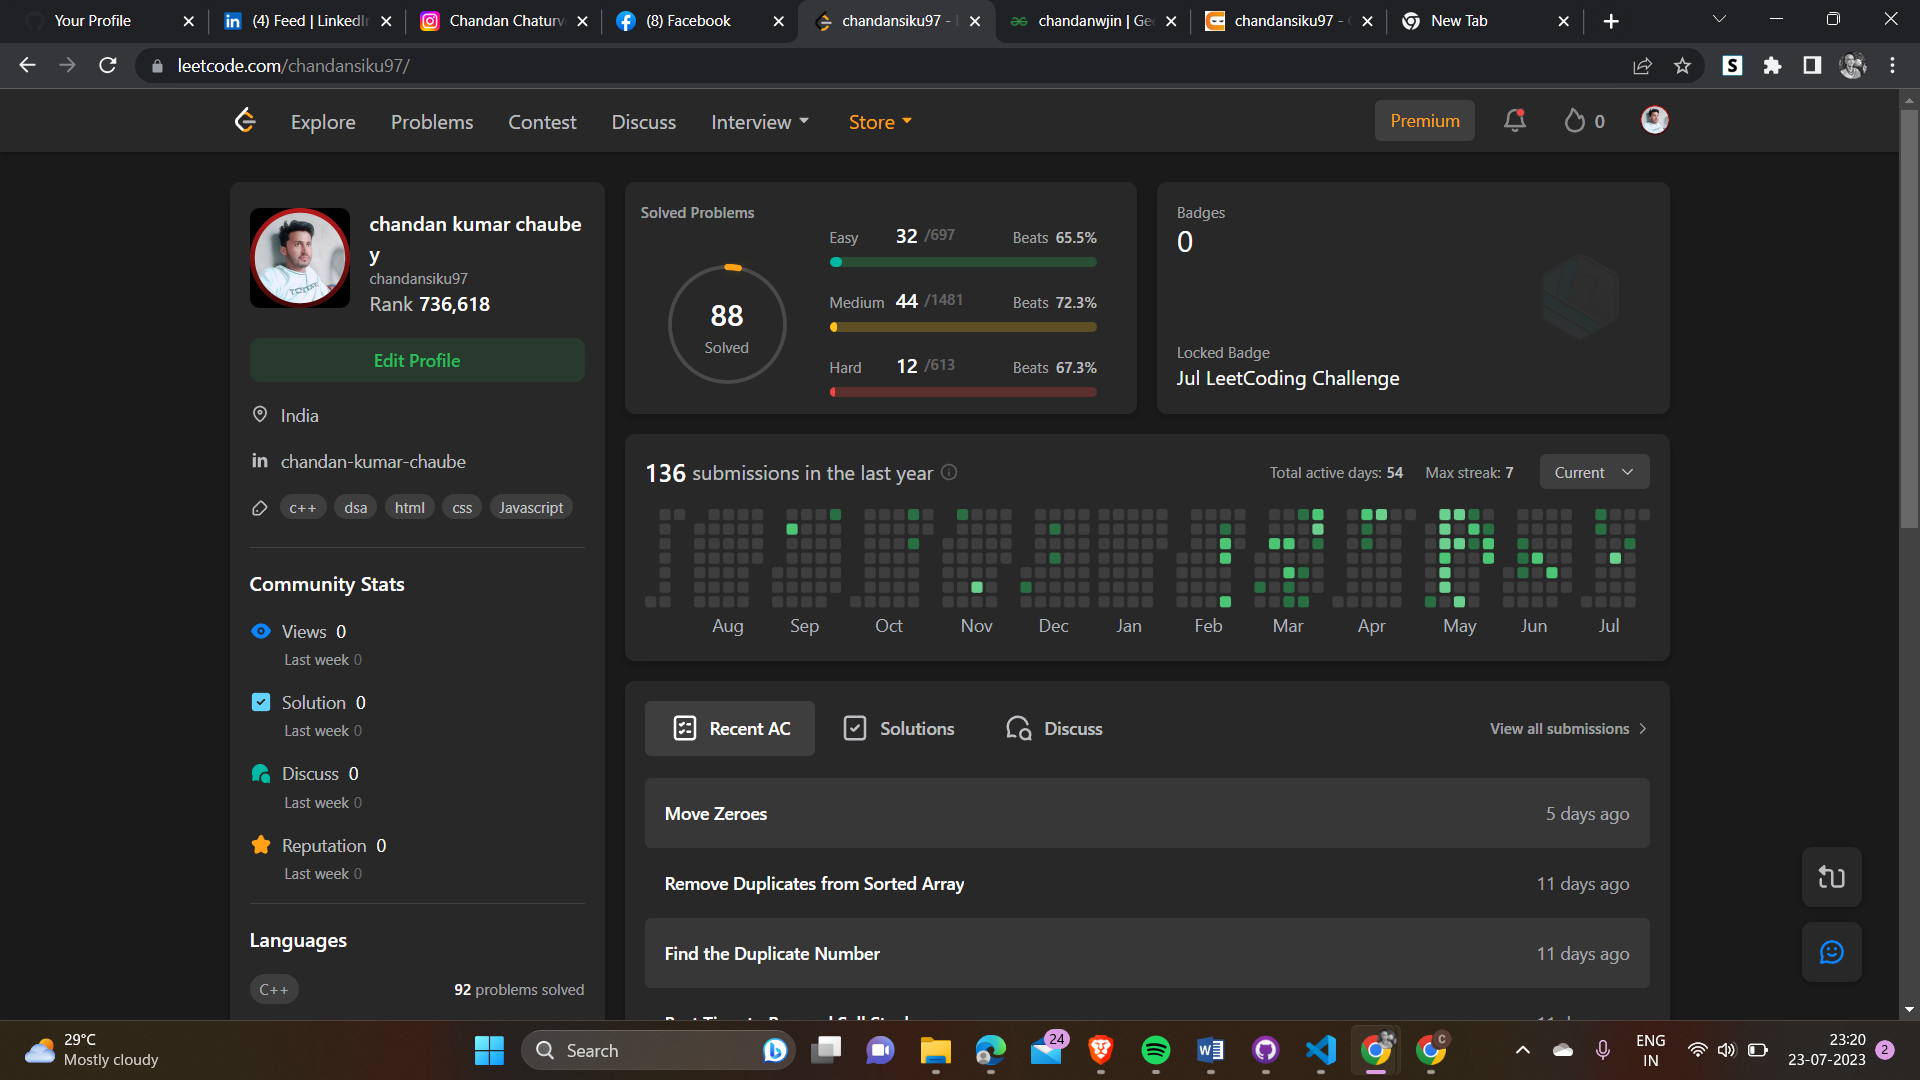 Your Profile
(4) Feed | LinkedIn
Chandan Chaturv
(8) Facebook
chandansiku97 - L
chandanwjin | Gee
chandansiku97 - C
New Tab
leetcode.com/chandansiku97/
Explore
Problems
Contest
Discuss
Interview
Store
Premium
0
chandan kumar chaube
y
chandansiku97
Rank 736,618
Edit Profile
India
chandan-kumar-chaube
c++
dsa
html
css
Javascript
Community Stats
Views 0
Last week 0
Solution 0
Last week 0
Discuss 0
Last week 0
Reputation 0
Last week 0
Languages
C++
92 problems solved
Solved Problems
88
Solved
Easy 32 /697 Beats 65.5%
Medium 44 /1481 Beats 72.3%
Hard 12 /613 Beats 67.3%
Badges
0
Locked Badge
Jul LeetCoding Challenge
136 submissions in the last year
Total active days: 54
Max streak: 7
Current
Aug Sep Oct Nov Dec Jan Feb Mar Apr May Jun Jul
Recent AC
Solutions
Discuss
View all submissions
Move Zeroes 5 days ago
Remove Duplicates from Sorted Array 11 days ago
Find the Duplicate Number 11 days ago
29°C
Mostly cloudy
Search
24
C
ENG
IN
23:20
23-07-2023
2